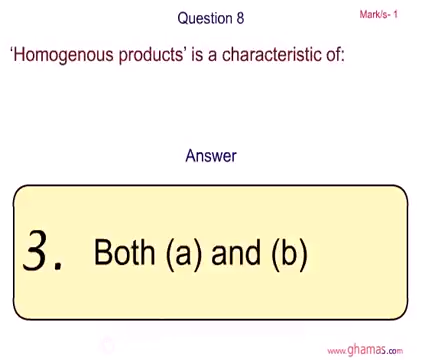 Question 8
Mark/s- 1
‘Homogenous products’ is a characteristic of:
Answer
3. Both (a) and (b)
www.ghamas.com